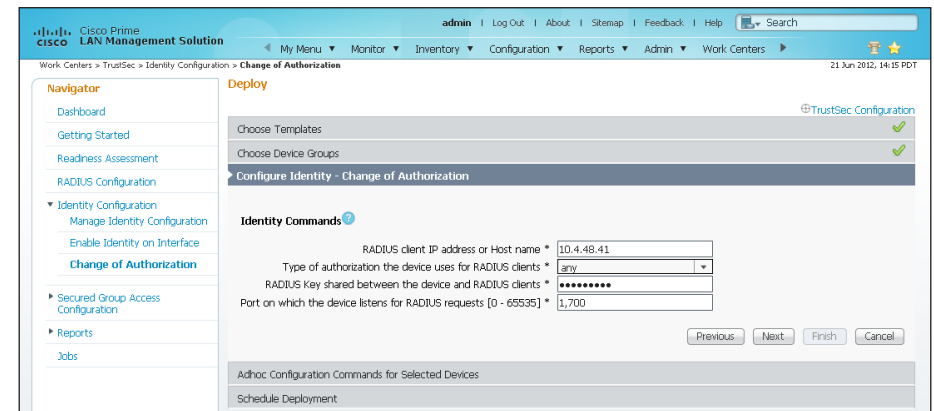 admin | Log Out | About | Sitemap | Feedback | Help Search
Cisco Prime
CISCO LAN Management Solution
My Menu Monitor Inventory Configuration Reports Admin Work Centers
Work Centers > TrustSec > Identity Configuration > Change of Authorization
21 Jun 2012, 14:15 PDT
Navigator
Dashboard
Getting Started
Readiness Assessment
RADIUS Configuration
Identity Configuration
Manage Identity Configuration
Enable Identity on Interface
Change of Authorization
Secured Group Access
Configuration
Reports
Jobs
Deploy
TrustSec Configuration
Choose Templates
Choose Device Groups
Configure Identity - Change of Authorization
Identity Commands ?
RADIUS client IP address or Host name * 10.4.48.41
Type of authorization the device uses for RADIUS clients * any
RADIUS Key shared between the device and RADIUS clients * •••••••••
Port on which the device listens for RADIUS requests [0 - 65535] * 1,700
Previous Next Finish Cancel
Adhoc Configuration Commands for Selected Devices
Schedule Deployment